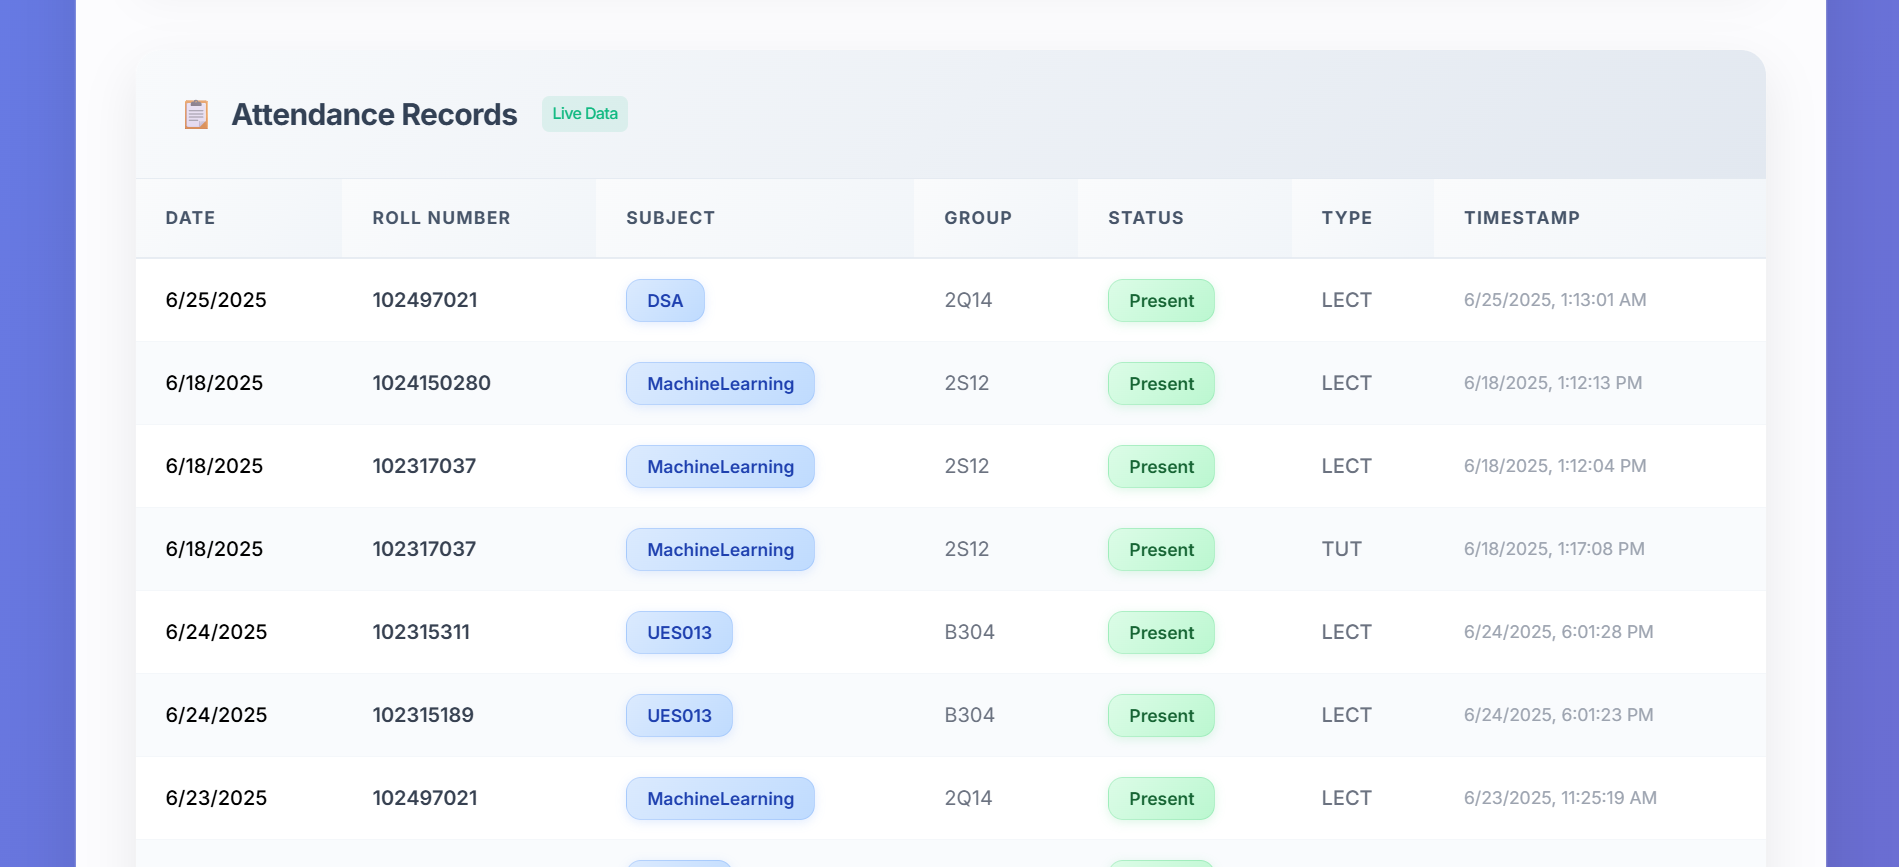 Attendance Records Live Data
DATE ROLL NUMBER SUBJECT GROUP STATUS TYPE TIMESTAMP
6/25/2025 102497021 DSA 2Q14 Present LECT 6/25/2025, 1:13:01 AM
6/18/2025 1024150280 MachineLearning 2S12 Present LECT 6/18/2025, 1:12:13 PM
6/18/2025 102317037 MachineLearning 2S12 Present LECT 6/18/2025, 1:12:04 PM
6/18/2025 102317037 MachineLearning 2S12 Present TUT 6/18/2025, 1:17:08 PM
6/24/2025 102315311 UES013 B304 Present LECT 6/24/2025, 6:01:28 PM
6/24/2025 102315189 UES013 B304 Present LECT 6/24/2025, 6:01:23 PM
6/23/2025 102497021 MachineLearning 2Q14 Present LECT 6/23/2025, 11:25:19 AM